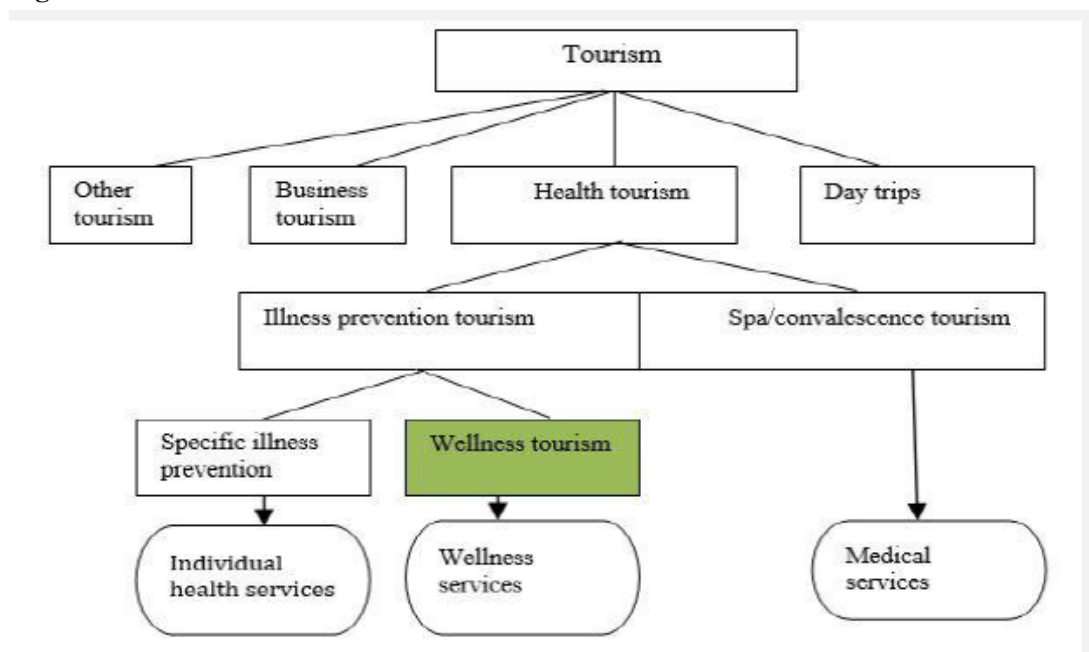 Tourism
Other
tourism
Business
tourism
Health tourism
Day trips
Illness prevention tourism
Spa/convalescence tourism
Specific illness
prevention
Wellness tourism
Individual
health services
Wellness
services
Medical
services